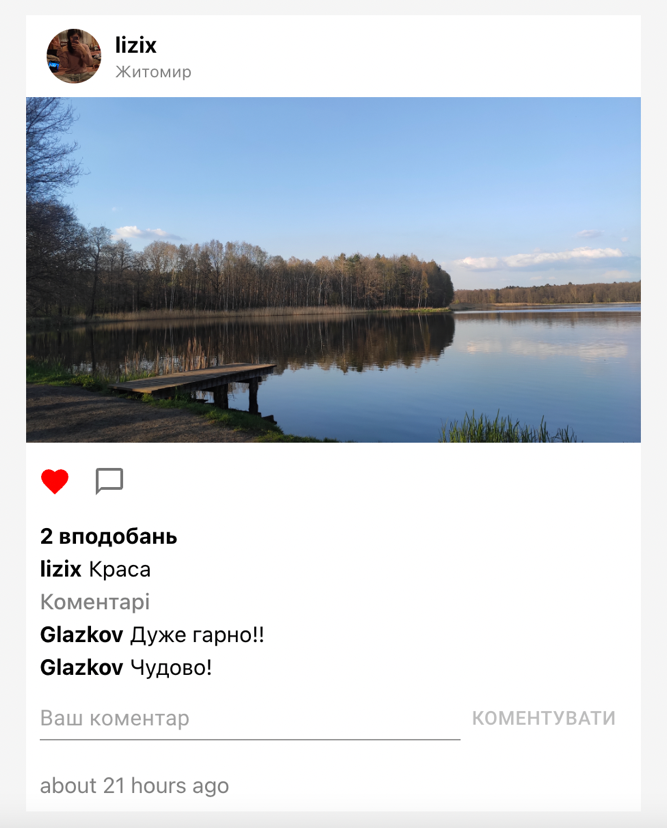 lizix
Житомир
2 вподобань
lizix Краса
Коментарі
Glazkov Дуже гарно!!
Glazkov Чудово!
Ваш коментар
КОМЕНТУВАТИ
about 21 hours ago